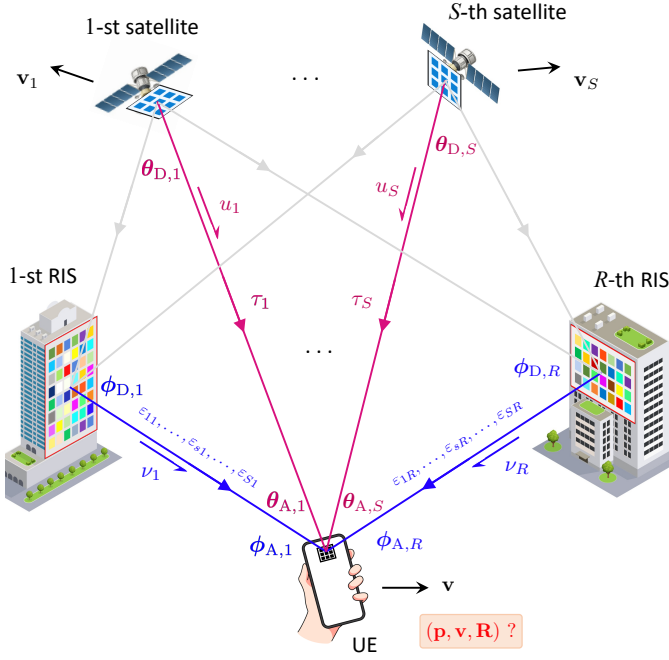 1-st satellite
S-th satellite
v₁
...
v_S
θ_D,1
θ_D,S
u₁
u_S
1-st RIS
R-th RIS
τ₁
τ_S
...
ϕ_D,1
ϕ_D,R
ε₁₁, ..., ε_s1, ..., ε_S1
ε_1R, ..., ε_sR, ..., ε_SR
ν₁
ν_R
θ_A,1
θ_A,S
ϕ_A,1
ϕ_A,R
v
UE
(p, v, R) ?